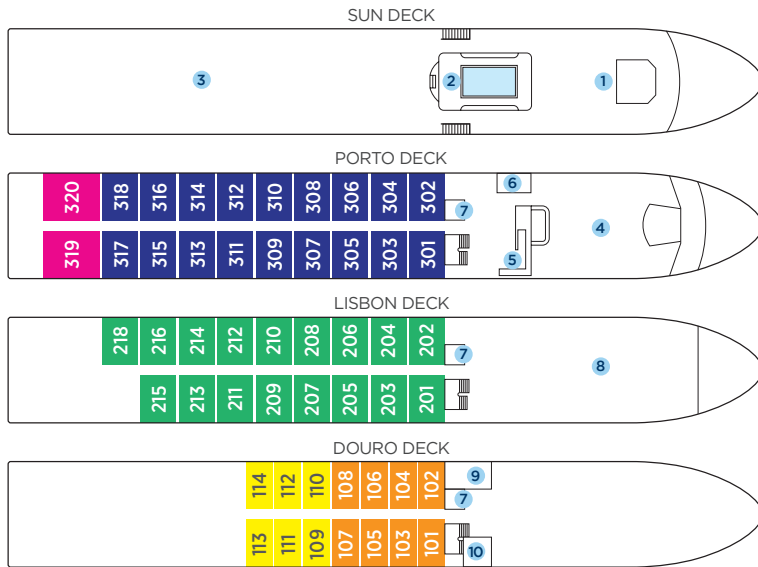 SUN DECK
3
2
1
PORTO DECK
320 318 316 314 312 310 308 306 304 302
7
6
4
319 317 315 313 311 309 307 305 303 301
5
LISBON DECK
218 216 214 212 210 208 206 204 202
7
8
215 213 211 209 207 205 203 201
DOURO DECK
114 112 110 108 106 104 102
9
7
113 111 109 107 105 103 101
10